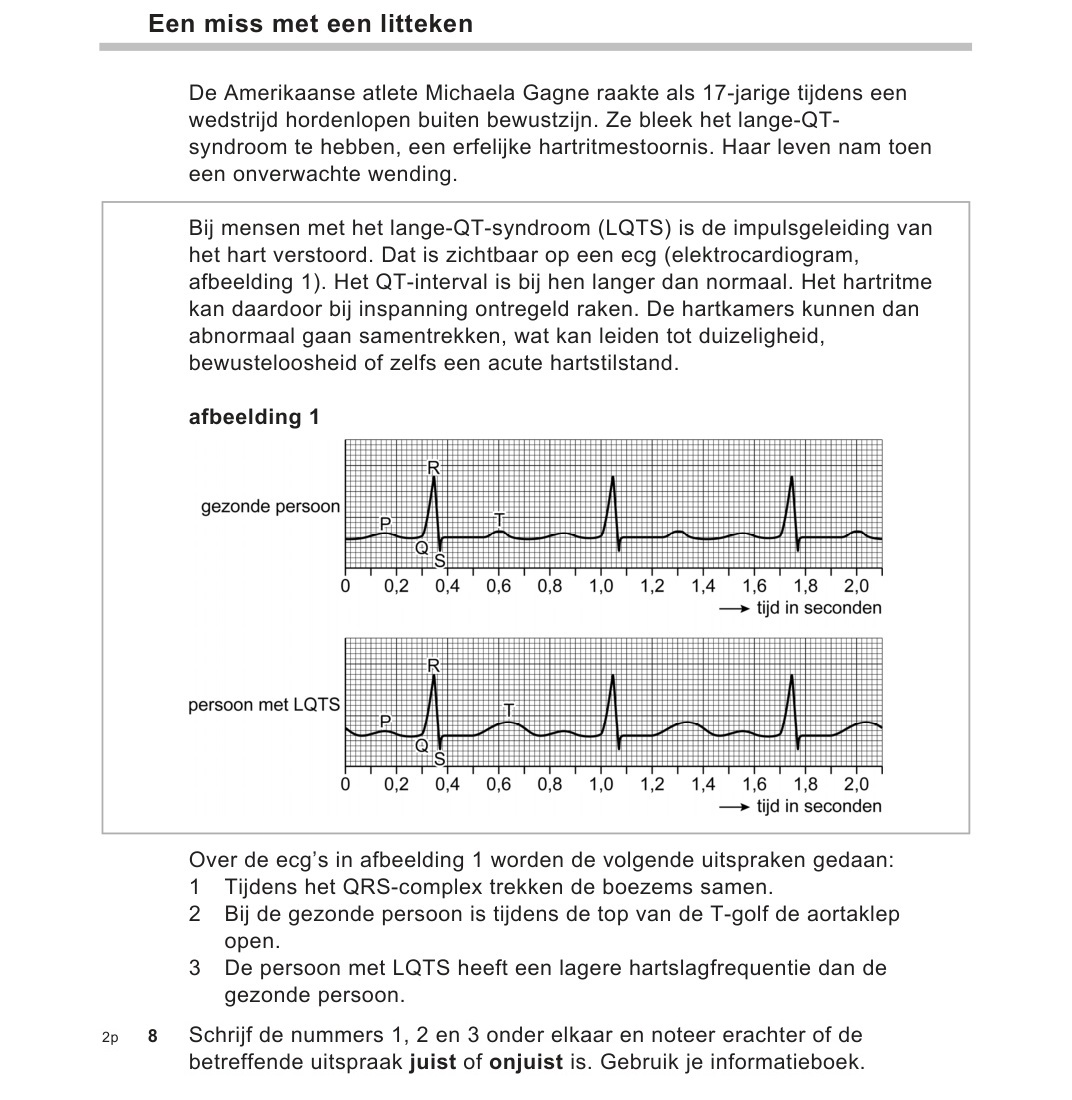 Een miss met een litteken
De Amerikaanse atlete Michaela Gagne raakte als 17-jarige tijdens een
wedstrijd hordenlopen buiten bewustzijn. Ze bleek het lange-QT-
syndroom te hebben, een erfelijke hartritmestoornis. Haar leven nam toen
een onverwachte wending.
Bij mensen met het lange-QT-syndroom (LQTS) is de impulsgeleiding van
het hart verstoord. Dat is zichtbaar op een ecg (elektrocardiogram,
afbeelding 1). Het QT-interval is bij hen langer dan normaal. Het hartritme
kan daardoor bij inspanning ontregeld raken. De hartkamers kunnen dan
abnormaal gaan samentrekken, wat kan leiden tot duizeligheid,
bewusteloosheid of zelfs een acute hartstilstand.
afbeelding 1
R
gezonde persoon
P
T
Q
S
0 0,2 0,4 0,6 0,8 1,0 1,2 1,4 1,6 1,8 2,0
tijd in seconden
R
persoon met LQTS
P
T
Q
S
0 0,2 0,4 0,6 0,8 1,0 1,2 1,4 1,6 1,8 2,0
tijd in seconden
Over de ecg's in afbeelding 1 worden de volgende uitspraken gedaan:
1 Tijdens het QRS-complex trekken de boezems samen.
2 Bij de gezonde persoon is tijdens de top van de T-golf de aortaklep
open.
3 De persoon met LQTS heeft een lagere hartslagfrequentie dan de
gezonde persoon.
2p 8 Schrijf de nummers 1, 2 en 3 onder elkaar en noteer erachter of de
betreffende uitspraak juist of onjuist is. Gebruik je informatieboek.